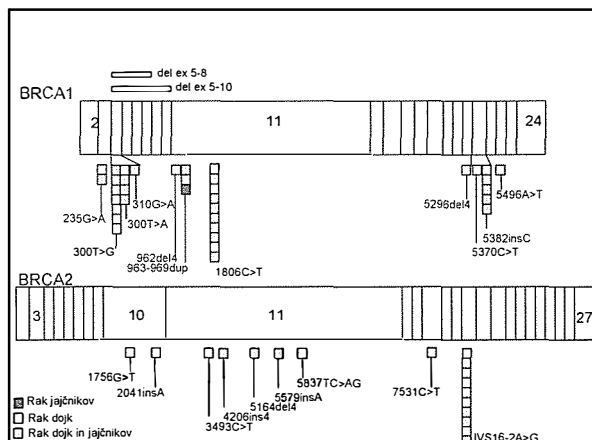 del ex 5-8
del ex 5-10
BRCA1
2
11
24
235G>A
300T>G
300T>A
310G>A
962del4
963-969dup
1806C>T
5296del4
5370C>T
5382insC
5496A>T
BRCA2
3
10
11
27
1756G>T
2041insA
3493C>T
4206ins4
5164del4
5579insA
5837TC>AG
7531C>T
IVS16-2A>G
Rak jajčnikov
Rak dojk
Rak dojk in jajčnikov